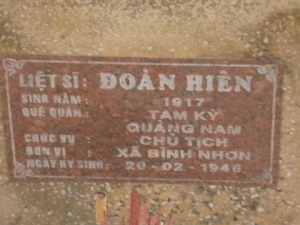 LIỆT SĨ : ĐOÀN HIÊN
SINH NĂM : 1917
QUÊ QUÁN : TAM KỲ
QUẢNG NAM
CHỨC VỤ : CHỦ TỊCH
ĐƠN VỊ : XÃ BÌNH NHƠN
NGÀY HY SINH : 20-02-1946